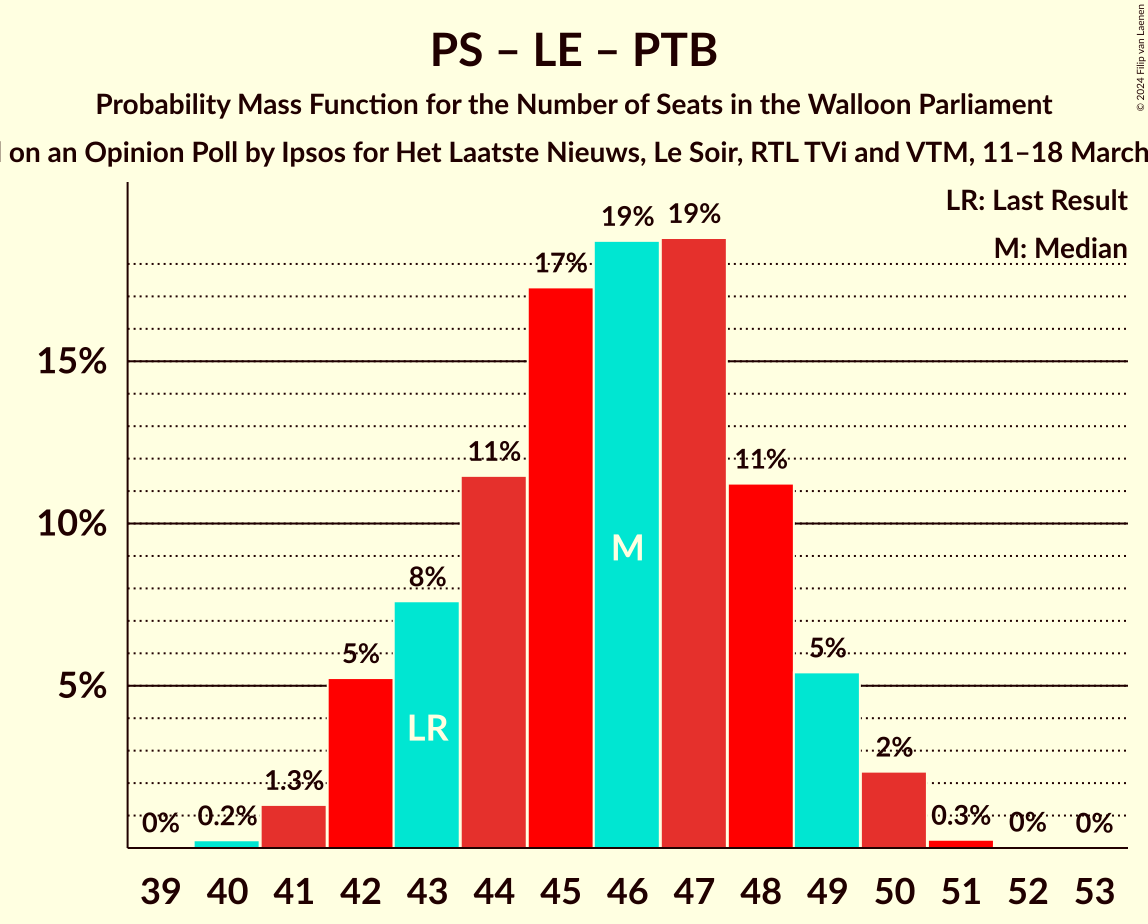 PS – LE – PTB
Probability Mass Function for the Number of Seats in the Walloon Parliament
on an Opinion Poll by Ipsos for Het Laatste Nieuws, Le Soir, RTL TVi and VTM, 11–18 March
© 2024 Filip van Laenen
LR: Last Result
M: Median
15%
10%
5%
0%
0.2%
1.3%
5%
8%
11%
17%
19%
19%
11%
5%
2%
0.3%
0%
0%
LR
M
39 40 41 42 43 44 45 46 47 48 49 50 51 52 53